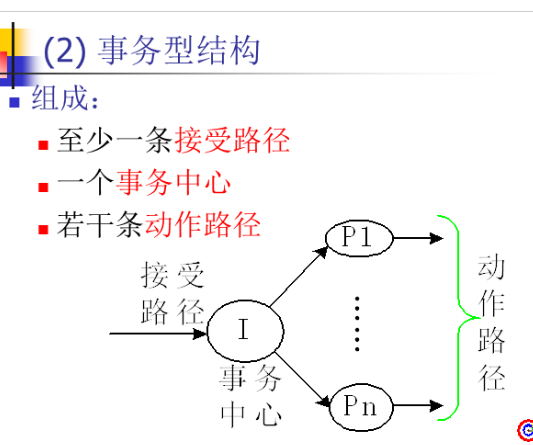 (2) 事务型结构
组成：
至少一条接受路径
一个事务中心
若干条动作路径
接受
路径
I
事务
中心
P1
……
Pn
动作路径